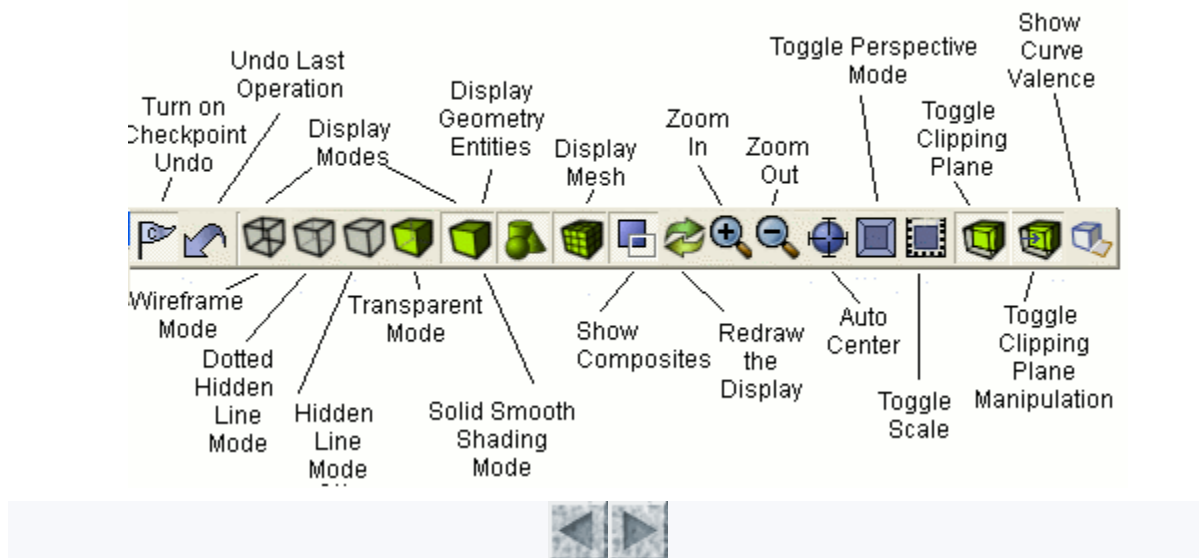 Turn on
Checkpoint
Undo
Undo Last
Operation
Display
Modes
Display
Geometry
Entities
Display
Mesh
Zoom
In
Zoom
Out
Toggle Perspective
Mode
Toggle
Clipping
Plane
Show
Curve
Valence
Wireframe
Mode
Dotted
Hidden
Line
Mode
Hidden
Line
Mode
Transparent
Mode
Solid Smooth
Shading
Mode
Show
Composites
Redraw
the
Display
Auto
Center
Toggle
Scale
Toggle
Clipping
Plane
Manipulation